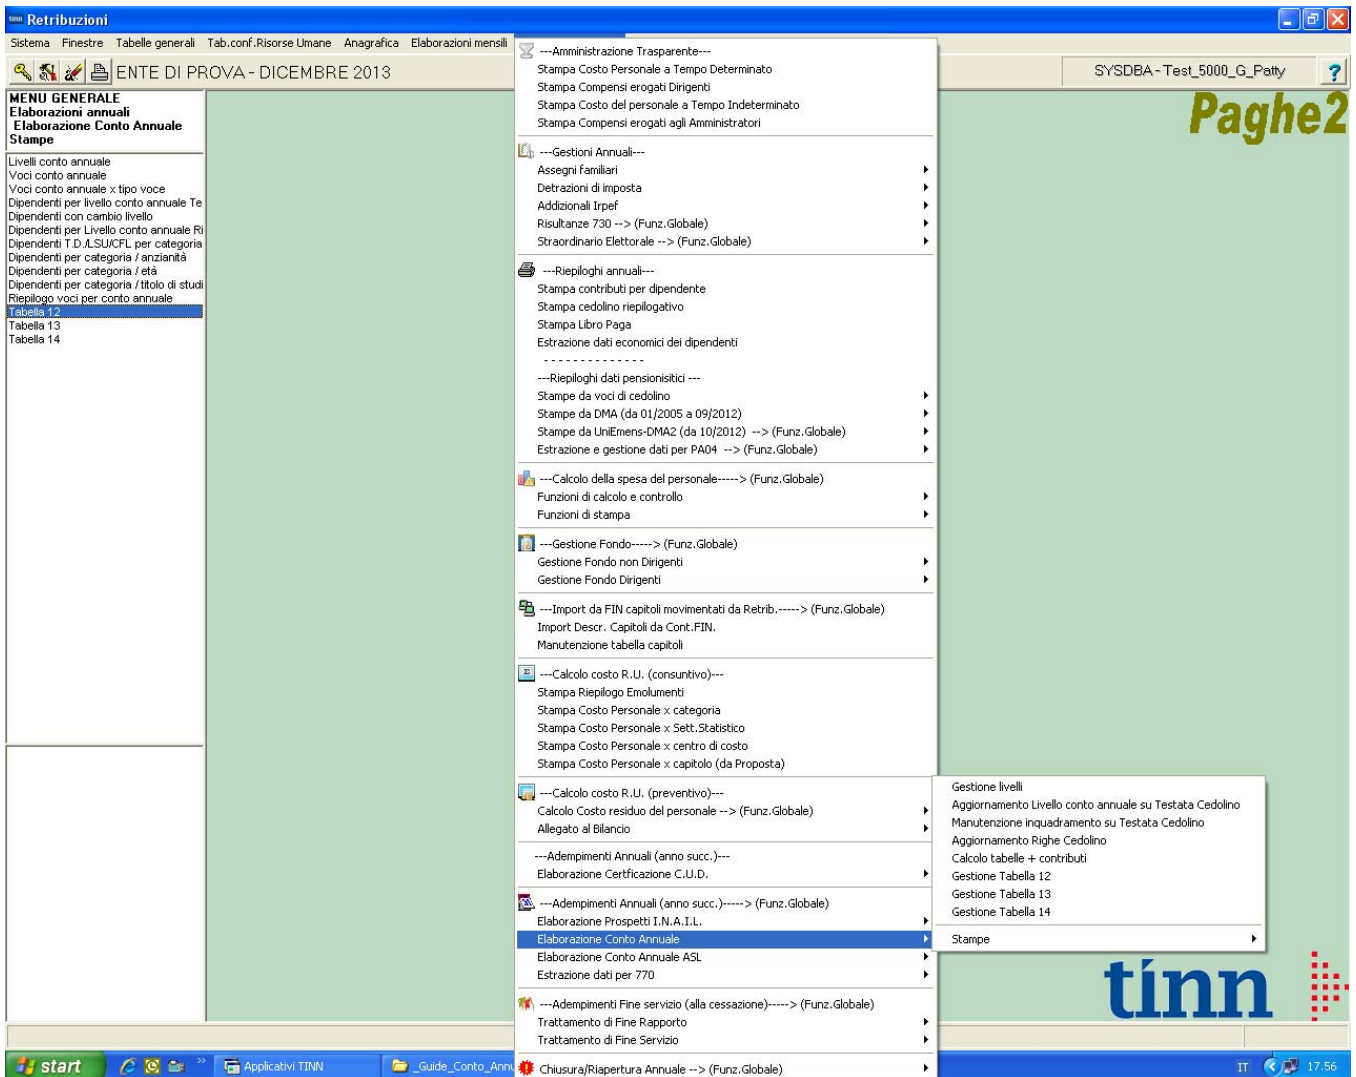 Retribuzioni
Sistema Finestre Tabelle generali Tab.conf.Risorse Umane Anagrafica Elaborazioni mensili
ENTE DI PROVA - DICEMBRE 2013
SYSDBA - Test_5000_G_Patty
Paghe2
MENU GENERALE
Elaborazioni annuali
Elaborazione Conto Annuale
Stampe
Livelli conto annuale
Voci conto annuale
Voci conto annuale x tipo voce
Dipendenti per livello conto annuale Te
Dipendenti con cambio livello
Dipendenti per Livello conto annuale Ri
Dipendenti T.D./LSU/CFL per categoria
Dipendenti per categoria / anzianità
Dipendenti per categoria / età
Dipendenti per categoria / titolo di studi
Riepilogo voci per conto annuale
Tabella 12
Tabella 13
Tabella 14
---Amministrazione Trasparente---
Stampa Costo Personale a Tempo Determinato
Stampa Compensi erogati Dirigenti
Stampa Costo del personale a Tempo Indeterminato
Stampa Compensi erogati agli Amministratori
---Gestioni Annuali---
Assegni familiari
Detrazioni di imposta
Addizionali Irpef
Risultanze 730 --> (Funz.Globale)
Straordinario Elettorale --> (Funz.Globale)
---Riepiloghi annuali---
Stampa contributi per dipendente
Stampa cedolino riepilogativo
Stampa Libro Paga
Estrazione dati economici dei dipendenti
- - - - - - - - - - - - - -
---Riepiloghi dati pensionisitici ---
Stampe da voci di cedolino
Stampe da DMA (da 01/2005 a 09/2012)
Stampe da UniEmens-DMA2 (da 10/2012) --> (Funz.Globale)
Estrazione e gestione dati per PA04 --> (Funz.Globale)
---Calcolo della spesa del personale-----> (Funz.Globale)
Funzioni di calcolo e controllo
Funzioni di stampa
---Gestione Fondo-----> (Funz.Globale)
Gestione Fondo non Dirigenti
Gestione Fondo Dirigenti
---Import da FIN capitoli movimentati da Retrib.-----> (Funz.Globale)
Import Descr. Capitoli da Cont.FIN.
Manutenzione tabella capitoli
---Calcolo costo R.U. (consuntivo)---
Stampa Riepilogo Emolumenti
Stampa Costo Personale x categoria
Stampa Costo Personale x Sett.Statistico
Stampa Costo Personale x centro di costo
Stampa Costo Personale x capitolo (da Proposta)
---Calcolo costo R.U. (preventivo)---
Calcolo Costo residuo del personale --> (Funz.Globale)
Allegato al Bilancio
---Adempimenti Annuali (anno succ.)---
Elaborazione Certficazione C.U.D.
---Adempimenti Annuali (anno succ.)-----> (Funz.Globale)
Elaborazione Prospetti I.N.A.I.L.
Elaborazione Conto Annuale
Elaborazione Conto Annuale ASL
Estrazione dati per 770
---Adempimenti Fine servizio (alla cessazione)-----> (Funz.Globale)
Trattamento di Fine Rapporto
Trattamento di Fine Servizio
Chiusura/Riapertura Annuale --> (Funz.Globale)
Gestione livelli
Aggiornamento Livello conto annuale su Testata Cedolino
Manutenzione inquadramento su Testata Cedolino
Aggiornamento Righe Cedolino
Calcolo tabelle + contributi
Gestione Tabella 12
Gestione Tabella 13
Gestione Tabella 14
Stampe
tinn
start
Applicativi TINN
_Guide_Conto_Annu
IT
17.56